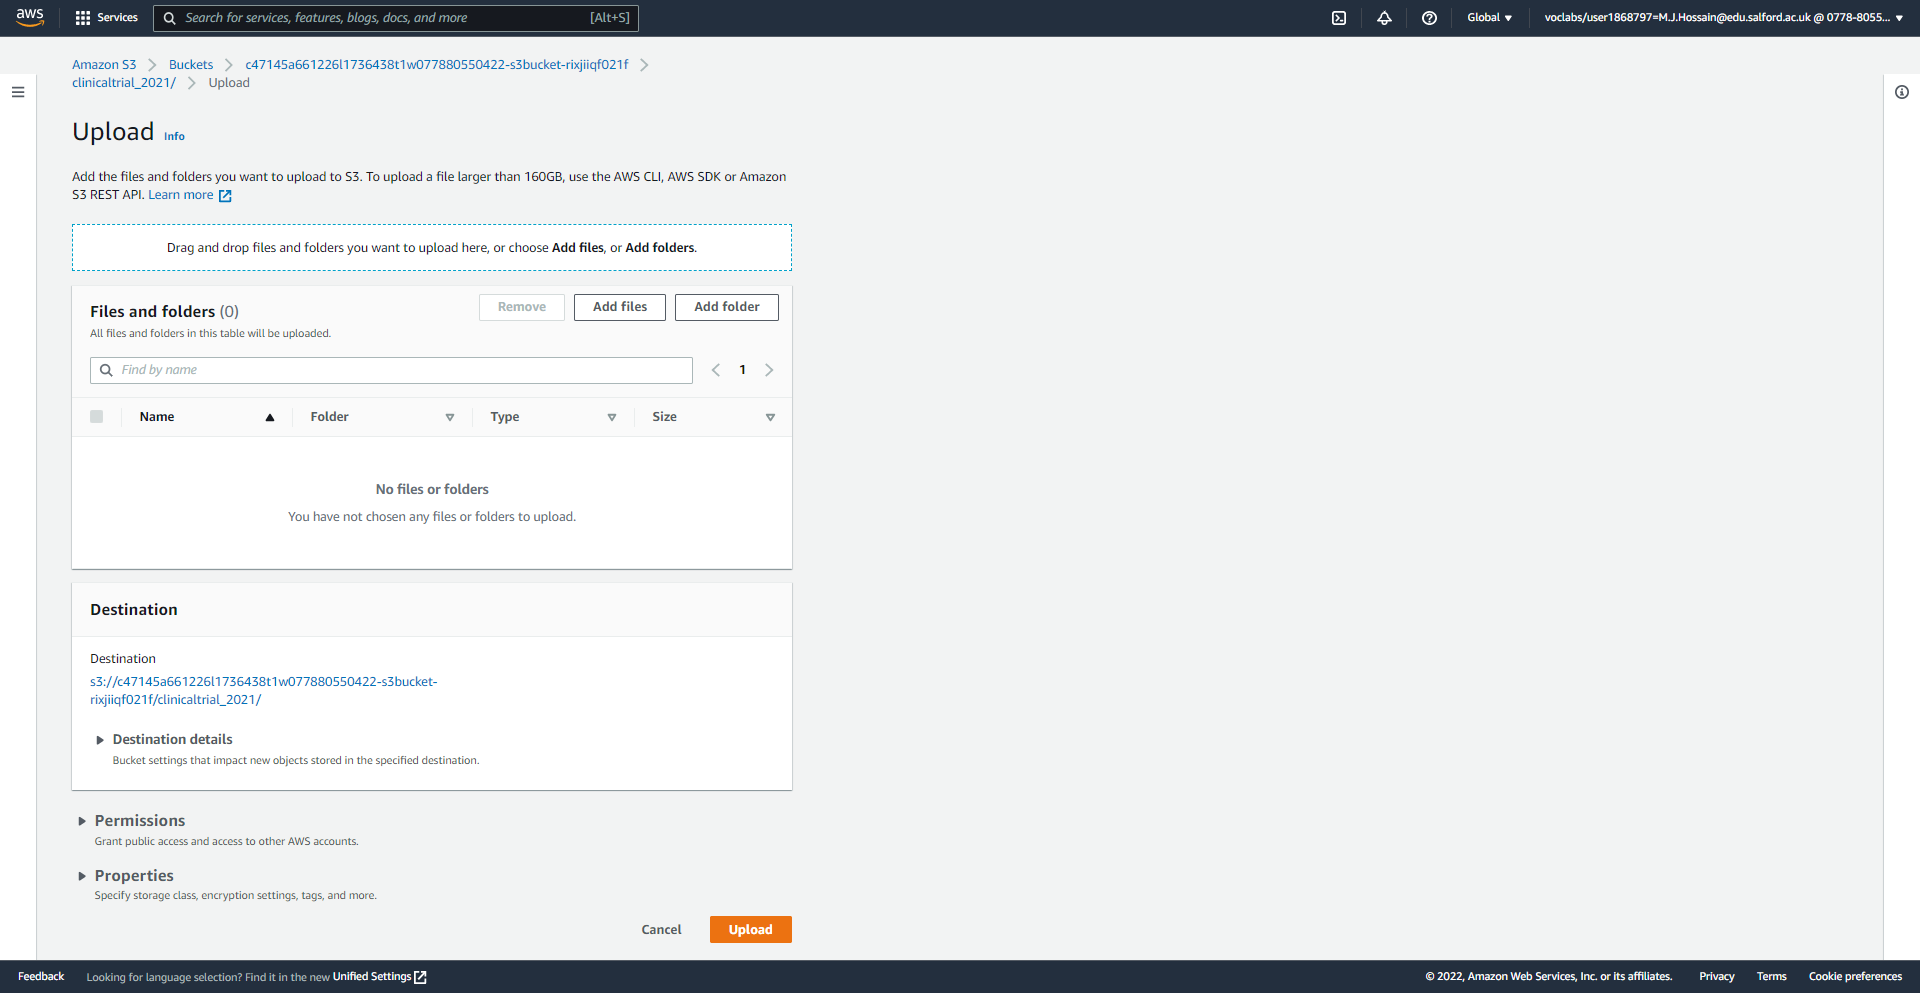 aws
Services
Search for services, features, blogs, docs, and more
[Alt+S]
Global
voclabs/user1868797=M.J.Hossain@edu.salford.ac.uk @ 0778-8055...
Amazon S3
Buckets
c47145a661226l1736438t1w077880550422-s3bucket-rixjiiqf021f
clinicaltrial_2021/
Upload
Upload Info
Add the files and folders you want to upload to S3. To upload a file larger than 160GB, use the AWS CLI, AWS SDK or Amazon
S3 REST API. Learn more
Drag and drop files and folders you want to upload here, or choose Add files, or Add folders.
Files and folders (0)
All files and folders in this table will be uploaded.
Remove
Add files
Add folder
Find by name
1
Name
Folder
Type
Size
No files or folders
You have not chosen any files or folders to upload.
Destination
Destination
s3://c47145a661226l1736438t1w077880550422-s3bucket-
rixjiiqf021f/clinicaltrial_2021/
Destination details
Bucket settings that impact new objects stored in the specified destination.
Permissions
Grant public access and access to other AWS accounts.
Properties
Specify storage class, encryption settings, tags, and more.
Cancel
Upload
Feedback
Looking for language selection? Find it in the new Unified Settings
© 2022, Amazon Web Services, Inc. or its affiliates.
Privacy
Terms
Cookie preferences